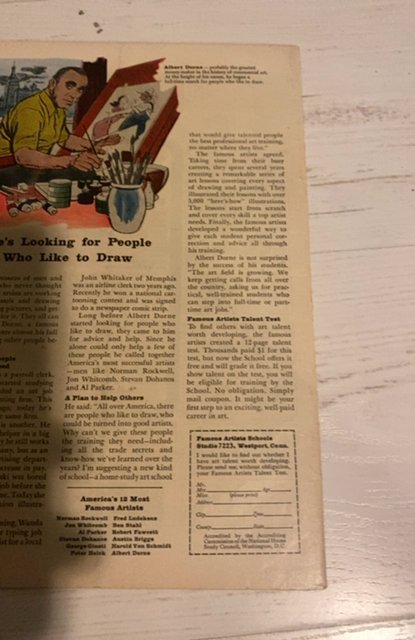 Albert Dorne — probably the greatest
money-maker in the history of commercial art.
At the height of his career, he began a
full-time search for people who like to draw.
's Looking for People
Who Like to Draw
John Whitaker of Memphis
was an airline clerk two years ago.
Recently he won a national car-
tooning contest and was signed
to do a newspaper comic strip.
Long before Albert Dorne
started looking for people who
like to draw, they came to him
for advice and help. Since he
alone could only help a few of
these people he called together
America's most successful artists
—men like Norman Rockwell,
Jon Whitcomb, Stevan Dohanos
and Al Parker.
A Plan to Help Others
He said: "All over America, there
are people who like to draw, who
could be turned into good artists.
Why can't we give these people
the training they need—includ-
ing all the trade secrets and
know-how we've learned over the
years? I'm suggesting a new kind
of school—a home-study art school
America's 12 Most
Famous Artists
Norman Rockwell Fred Ludekens
Jon Whitcomb Ben Stahl
Al Parker Robert Fawcett
Stevan Dohanos Austin Briggs
George Giusti Harold Von Schmidt
Peter Helck Albert Dorne
that would give talented people
the best professional art training,
no matter where they live."
The famous artists agreed.
Taking time from their busy
careers, they spent several years
creating a remarkable series of
art lessons covering every aspect
of drawing and painting. They
illustrated their lessons with over
5,000 "here's-how" illustrations.
The lessons start from scratch
and cover every skill a top artist
needs. Finally, the famous artists
developed a wonderful way to
give each student personal cor-
rection and advice all through
his training.
Albert Dorne is not surprised
by the success of his students.
"The art field is growing. We
keep getting calls from all over
the country, asking us for prac-
tical, well-trained students who
can step into full-time or part-
time art jobs."
Famous Artists Talent Test
To find others with art talent
worth developing, the famous
artists created a 12-page talent
test. Thousands paid $1 for this
test, but now the School offers it
free and will grade it free. If you
show talent on the test, you will
be eligible for training by the
School. No obligation. Simply
mail coupon. It might be your
first step to an exciting, well-paid
career in art.
Famous Artists Schools
Studio 7223, Westport, Conn.
I would like to find out whether I
have art talent worth developing.
Please send me, without obligation,
your Famous Artists Talent Test.
Mr.
Mrs. Age
Miss (please print)
Address
City Zone
County State
Accredited by the Accrediting
Commission of the National Home
Study Council, Washington, D.C.